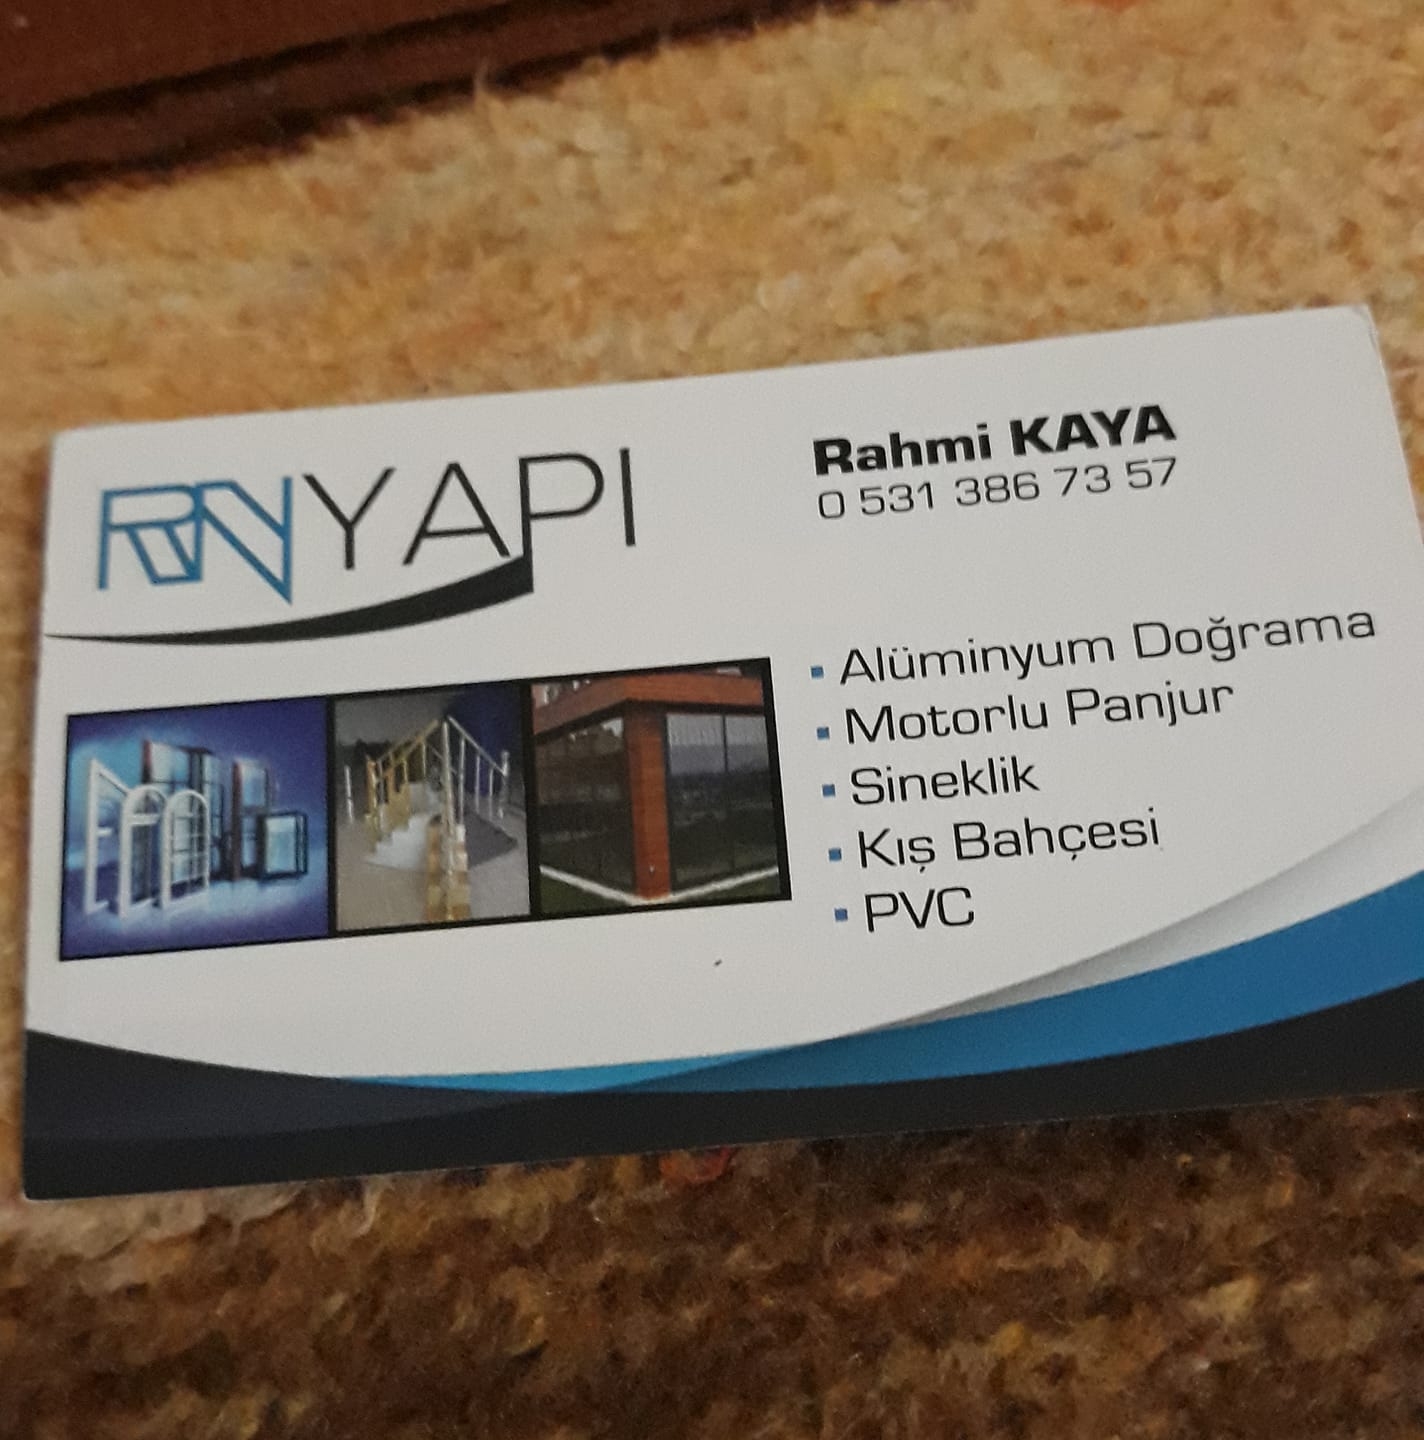 RN YAPI
Rahmi KAYA
0 531 386 73 57
▪ Alüminyum Doğrama
▪ Motorlu Panjur
▪ Sineklik
▪ Kış Bahçesi
▪ PVC